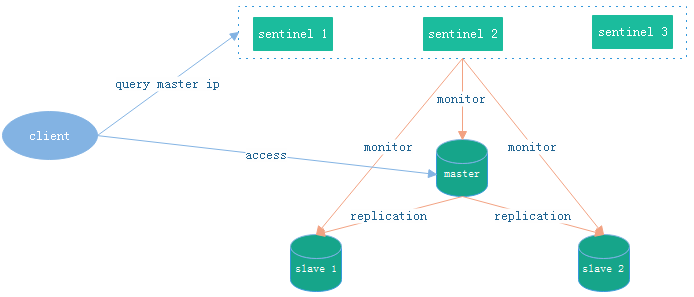 sentinel 1
sentinel 2
sentinel 3
query master ip
monitor
client
access
monitor
monitor
master
replication
replication
slave 1
slave 2